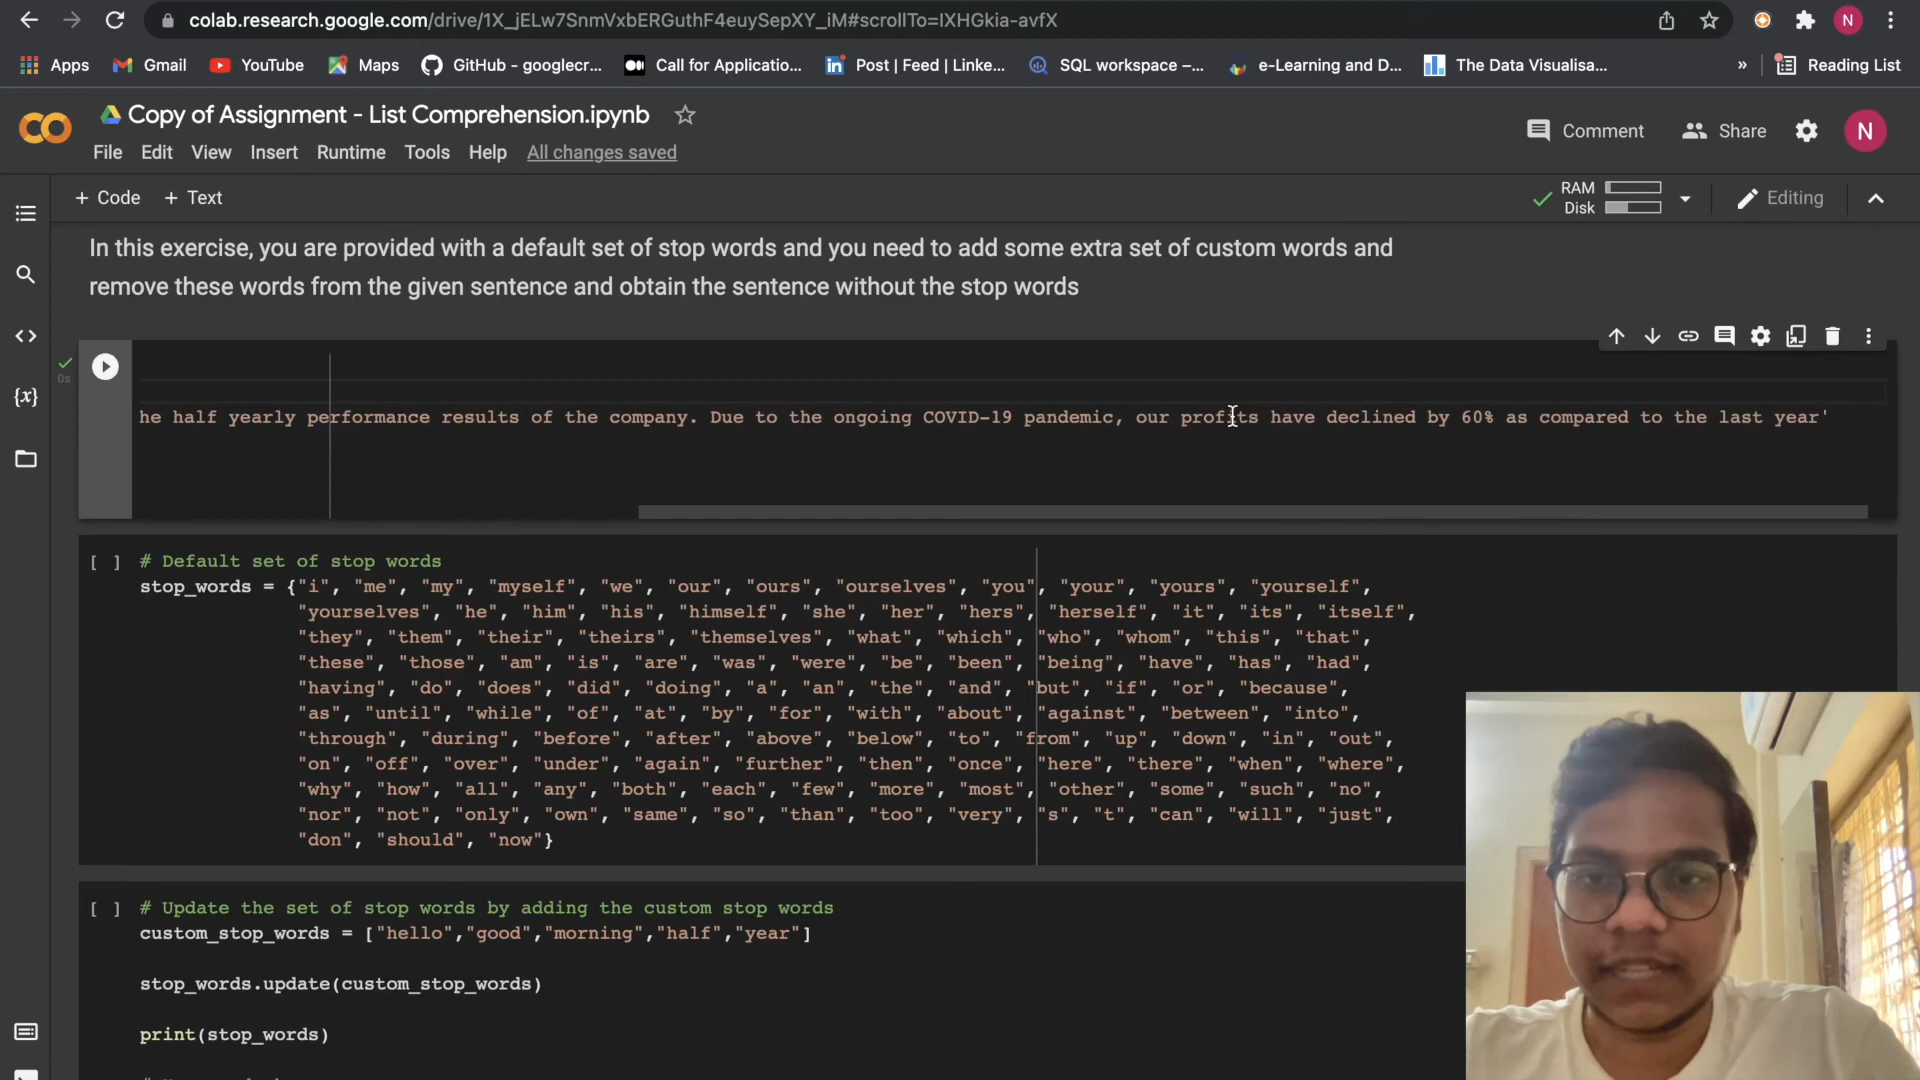 colab.research.google.com/drive/1X_jELw7SnmVxbERGuthF4euySepXY_iM#scrollTo=IXHGkia-avfX
N
Apps Gmail YouTube Maps GitHub - googlecr... Call for Applicatio... Post | Feed | Linke... SQL workspace –... e-Learning and D... The Data Visualisa... » Reading List
Copy of Assignment - List Comprehension.ipynb
Comment Share N
File Edit View Insert Runtime Tools Help All changes saved
+ Code + Text
RAM
Disk
Editing
In this exercise, you are provided with a default set of stop words and you need to add some extra set of custom words and
remove these words from the given sentence and obtain the sentence without the stop words
0s
he half yearly performance results of the company. Due to the ongoing COVID-19 pandemic, our profits have declined by 60% as compared to the last year'
[ ] # Default set of stop words
stop_words = {"i", "me", "my", "myself", "we", "our", "ours", "ourselves", "you", "your", "yours", "yourself",
"yourselves", "he", "him", "his", "himself", "she", "her", "hers", "herself", "it", "its", "itself",
"they", "them", "their", "theirs", "themselves", "what", "which", "who", "whom", "this", "that",
"these", "those", "am", "is", "are", "was", "were", "be", "been", "being", "have", "has", "had",
"having", "do", "does", "did", "doing", "a", "an", "the", "and", "but", "if", "or", "because",
"as", "until", "while", "of", "at", "by", "for", "with", "about", "against", "between", "into",
"through", "during", "before", "after", "above", "below", "to", "from", "up", "down", "in", "out",
"on", "off", "over", "under", "again", "further", "then", "once", "here", "there", "when", "where",
"why", "how", "all", "any", "both", "each", "few", "more", "most", "other", "some", "such", "no",
"nor", "not", "only", "own", "same", "so", "than", "too", "very", "s", "t", "can", "will", "just",
"don", "should", "now"}
[ ] # Update the set of stop words by adding the custom stop words
custom_stop_words = ["hello","good","morning","half","year"]
stop_words.update(custom_stop_words)
print(stop_words)